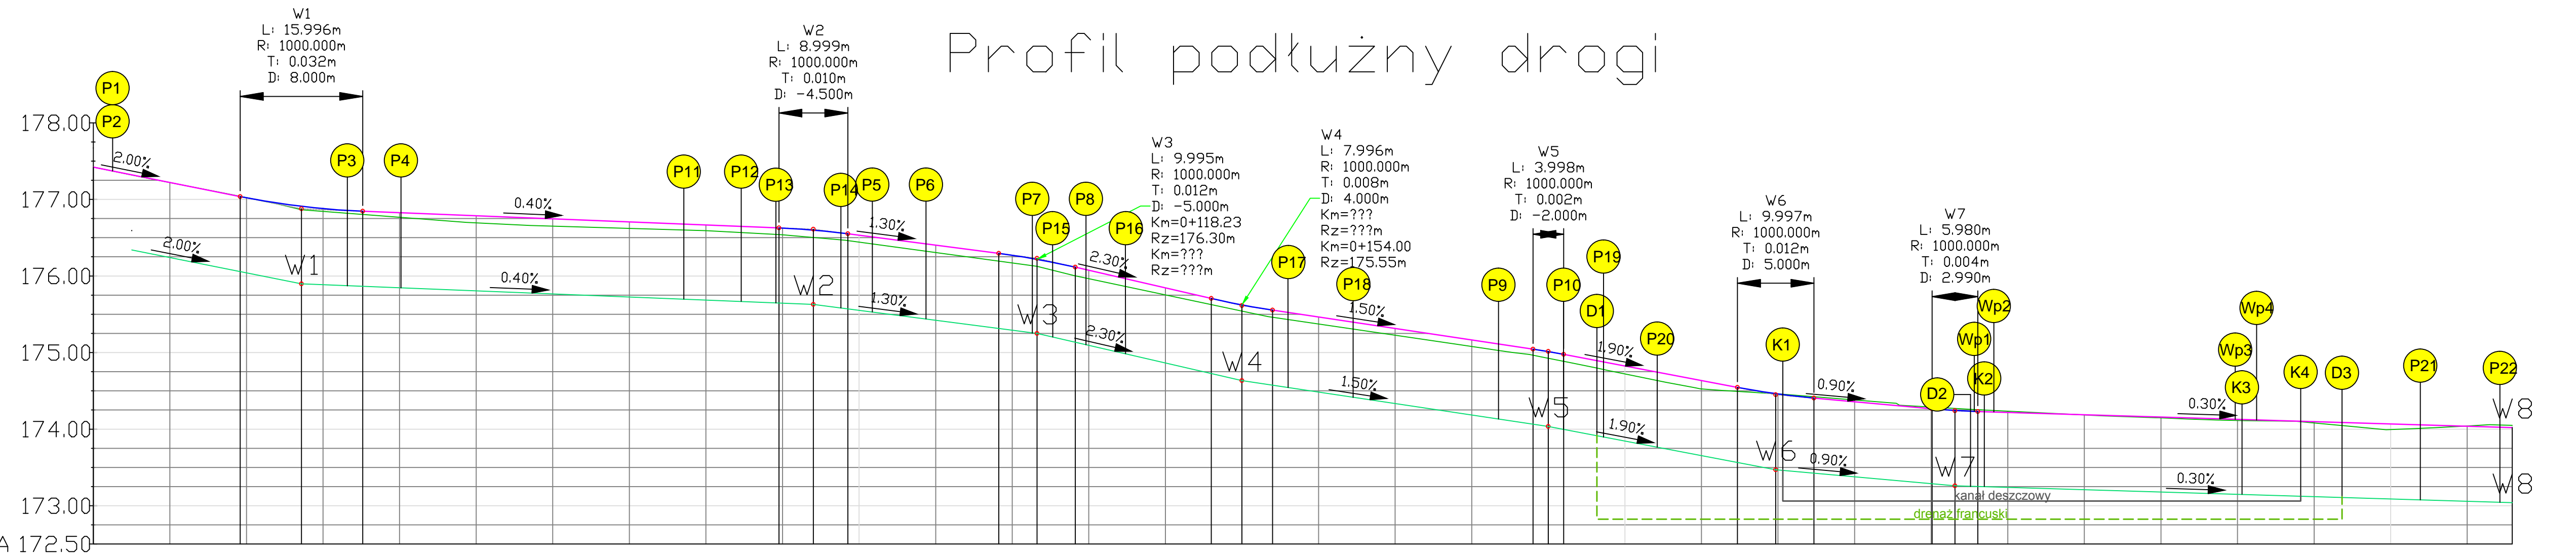 Profil podłużny drogi
W1
L: 15.996m
R: 1000.000m
T: 0.032m
D: 8.000m
W2
L: 8.999m
R: 1000.000m
T: 0.010m
D: -4.500m
W3
L: 9.995m
R: 1000.000m
T: 0.012m
D: -5.000m
Km=0+118.23
Rz=176.30m
Km=???
Rz=???m
W4
L: 7.996m
R: 1000.000m
T: 0.008m
D: 4.000m
Km=???
Rz=???m
Km=0+154.00
Rz=175.55m
W5
L: 3.998m
R: 1000.000m
T: 0.002m
D: -2.000m
W6
L: 9.997m
R: 1000.000m
T: 0.012m
D: 5.000m
W7
L: 5.980m
R: 1000.000m
T: 0.004m
D: 2.990m
178.00
177.00
176.00
175.00
174.00
173.00
A 172.50
P1
P2
P3
P4
P11
P12
P13
P14
P5
P6
P7
P15
P8
P16
P17
P18
P9
P10
P19
D1
P20
K1
D2
Wp1
Wp2
K2
Wp3
Wp4
K3
K4
D3
P21
P22
2.00%
0.40%
1.30%
2.30%
1.50%
1.90%
0.90%
0.30%
W8
2.00%
W1
0.40%
W2
1.30%
W3
2.30%
W4
1.50%
W5
1.90%
W6
0.90%
W7
0.30%
W8
kanał deszczowy
drenaż francuski